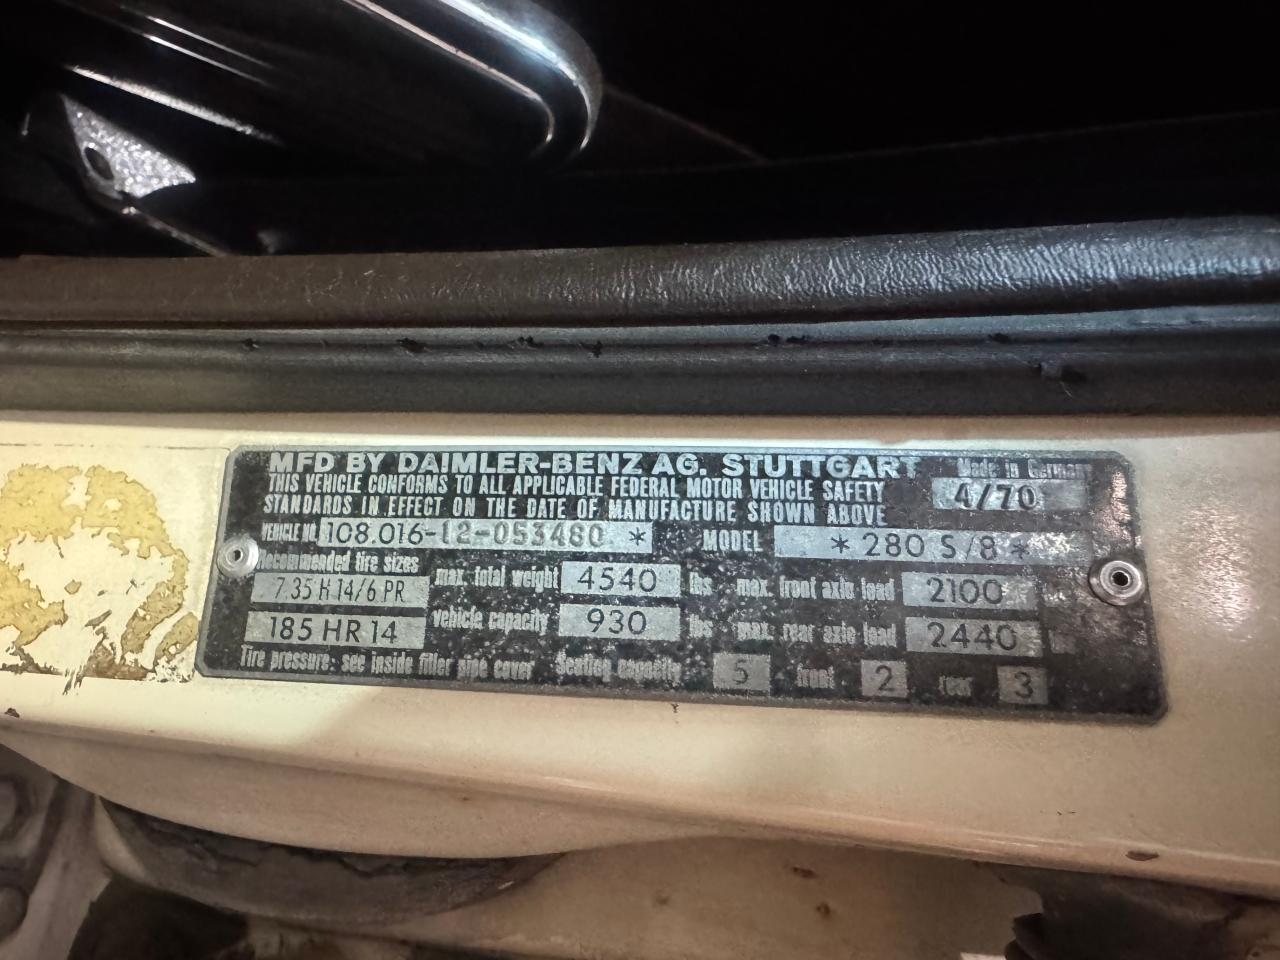 MFD BY DAIMLER-BENZ AG. STUTTGART Made in Germany
THIS VEHICLE CONFORMS TO ALL APPLICABLE FEDERAL MOTOR VEHICLE SAFETY 4/70
STANDARDS IN EFFECT ON THE DATE OF MANUFACTURE SHOWN ABOVE
VEHICLE NO. 108.016-12-053480 * MODEL * 280 S/8 *
Recommended tire sizes
7.35 H 14/6 PR max. total weight 4540 lbs max. front axle load 2100
185 HR 14 vehicle capacity 930 lbs max. rear axle load 2440
Tire pressure: see inside filler pipe cover Seating capacity 5 front 2 rear 3